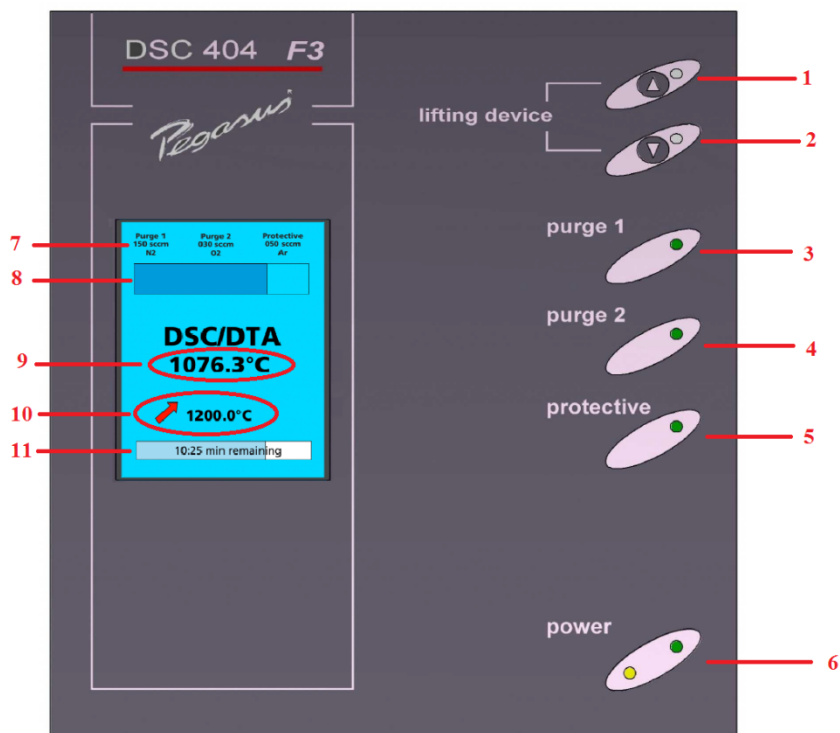 DSC 404 F3
Pegasus
lifting device
1
2
purge 1
3
purge 2
4
protective
5
power
6
7
Purge 1 Purge 2 Protective
150 sccm 030 sccm 050 sccm
N2 O2 Ar
8
DSC/DTA
9
1076.3°C
10
1200.0°C
11
10:25 min remaining